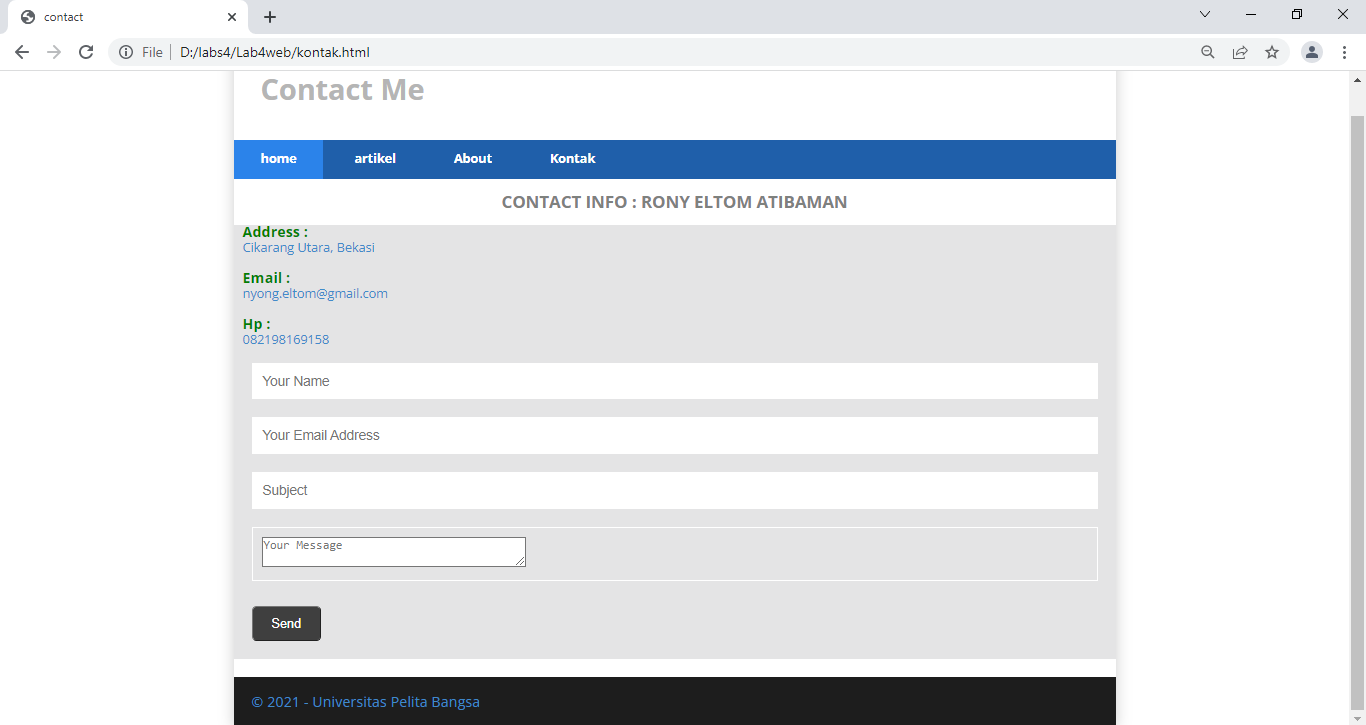 contact
File
D:/labs4/Lab4web/kontak.html
Contact Me
home artikel About Kontak
CONTACT INFO : RONY ELTOM ATIBAMAN
Address :
Cikarang Utara, Bekasi
Email :
nyong.eltom@gmail.com
Hp :
082198169158
Your Name
Your Email Address
Subject
Your Message
Send
© 2021 - Universitas Pelita Bangsa